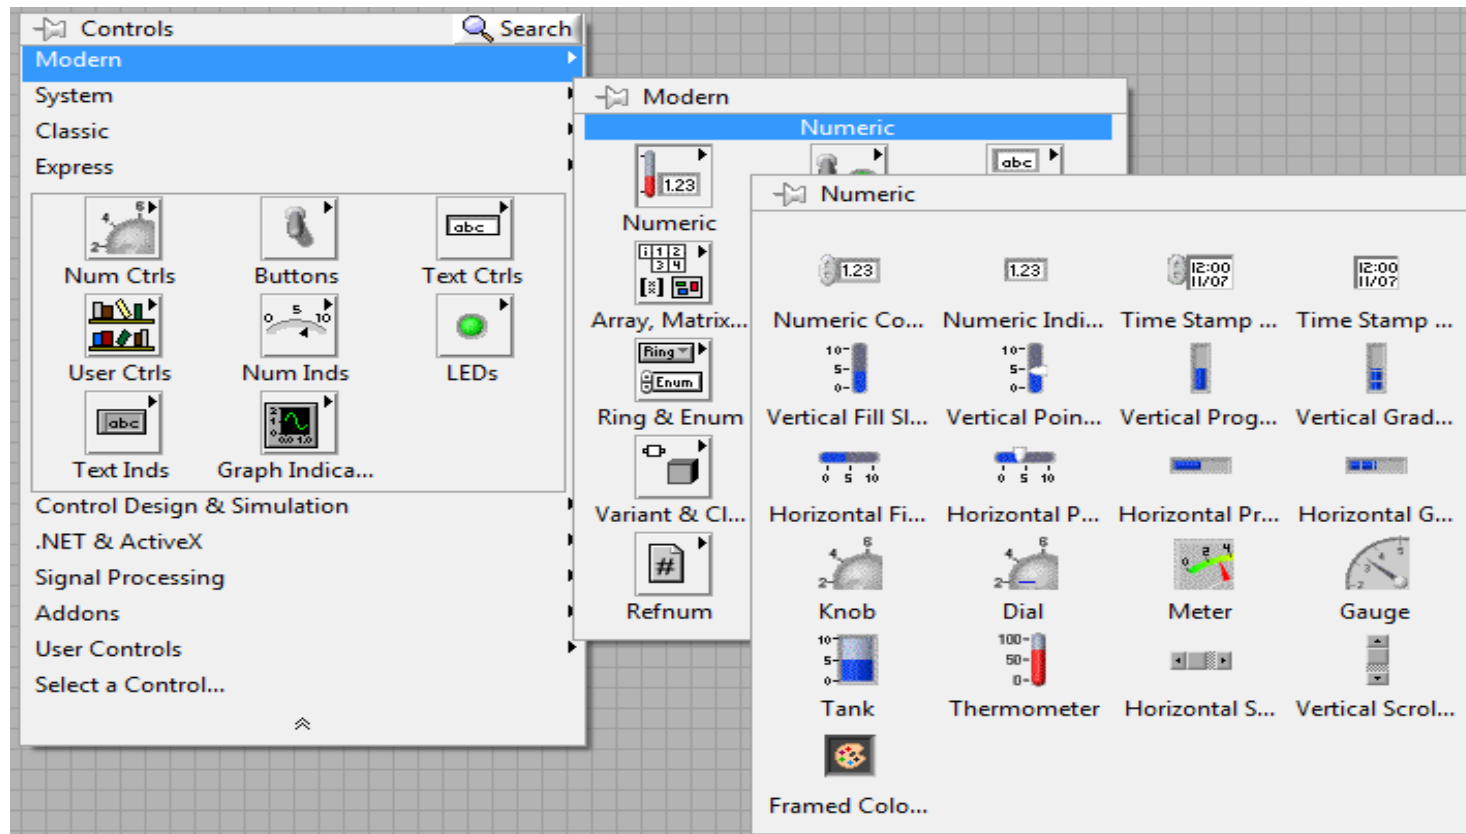 Controls
Search
Modern
System
Classic
Express
Num Ctrls Buttons Text Ctrls
User Ctrls Num Inds LEDs
Text Inds Graph Indica...
Control Design & Simulation
.NET & ActiveX
Signal Processing
Addons
User Controls
Select a Control...
Modern
Numeric
Numeric
Array, Matrix...
Ring & Enum
Variant & Cl...
Refnum
Numeric
Numeric Co... Numeric Indi... Time Stamp ... Time Stamp ...
Vertical Fill Sl... Vertical Poin... Vertical Prog... Vertical Grad...
Horizontal Fi... Horizontal P... Horizontal Pr... Horizontal G...
Knob Dial Meter Gauge
Tank Thermometer Horizontal S... Vertical Scrol...
Framed Colo...